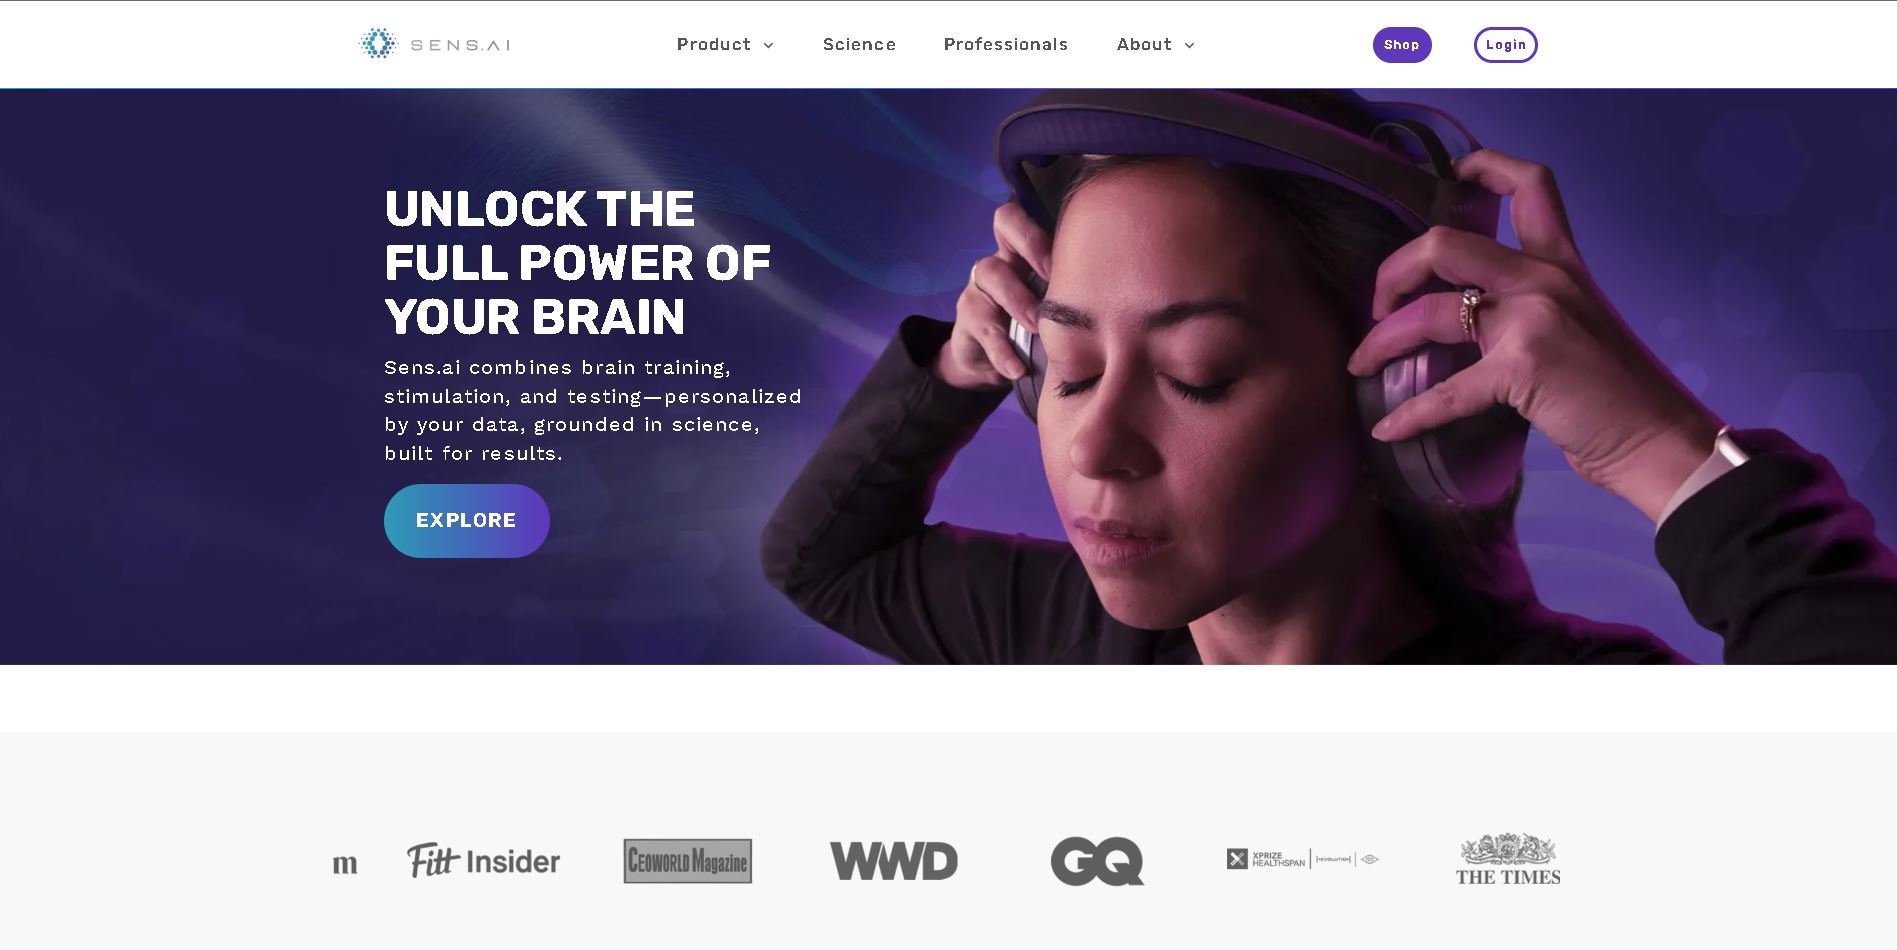 SENS.AI
Product
Science
Professionals
About
Shop
Login
UNLOCK THE
FULL POWER OF
YOUR BRAIN
Sens.ai combines brain training,
stimulation, and testing—personalized
by your data, grounded in science,
built for results.
EXPLORE
m
Fitt Insider
CEOWORLD Magazine
WWD
GQ
XPRIZE
HEALTHSPAN
THE TIMES